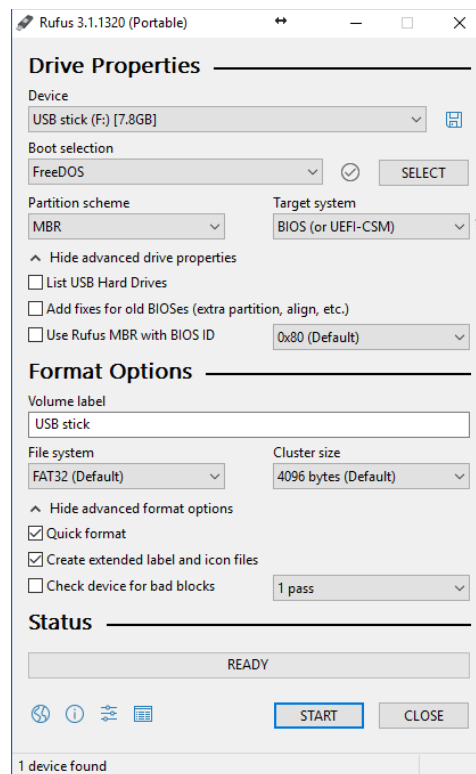 Rufus 3.1.1320 (Portable)
Drive Properties
Device
USB stick (F:) [7.8GB]
Boot selection
FreeDOS
SELECT
Partition scheme Target system
MBR BIOS (or UEFI-CSM)
Hide advanced drive properties
List USB Hard Drives
Add fixes for old BIOSes (extra partition, align, etc.)
Use Rufus MBR with BIOS ID 0x80 (Default)
Format Options
Volume label
USB stick
File system Cluster size
FAT32 (Default) 4096 bytes (Default)
Hide advanced format options
Quick format
Create extended label and icon files
Check device for bad blocks 1 pass
Status
READY
START CLOSE
1 device found